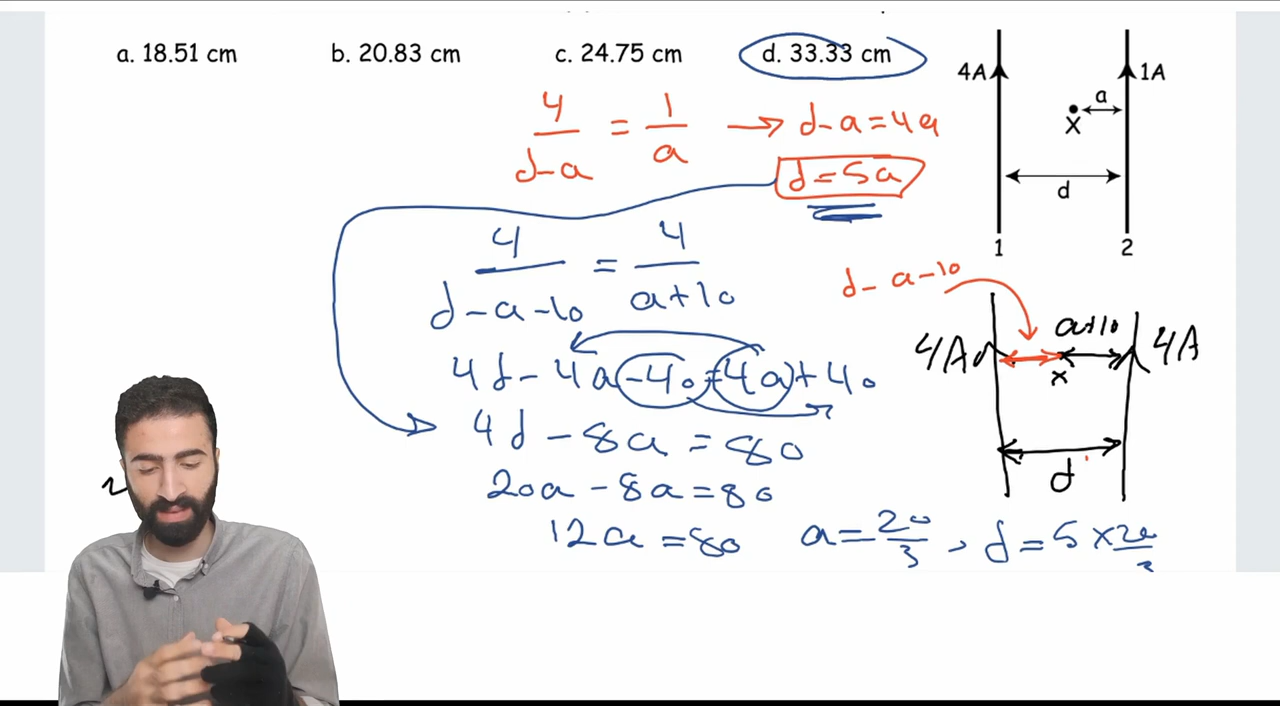 a. 18.51 cm b. 20.83 cm c. 24.75 cm d. 33.33 cm
4A 1A
a
X
d
1 2
4/(d-a) = 1/a → d-a=4a
d=5a
4/(d-a-10) = 4/(a+10)
4d-4a-40=4a+40
4d-8a=80
20a-8a=80
12a=80 a=20/3, d=5×20/3
d-a-10
a+10
4A 4A
x
d